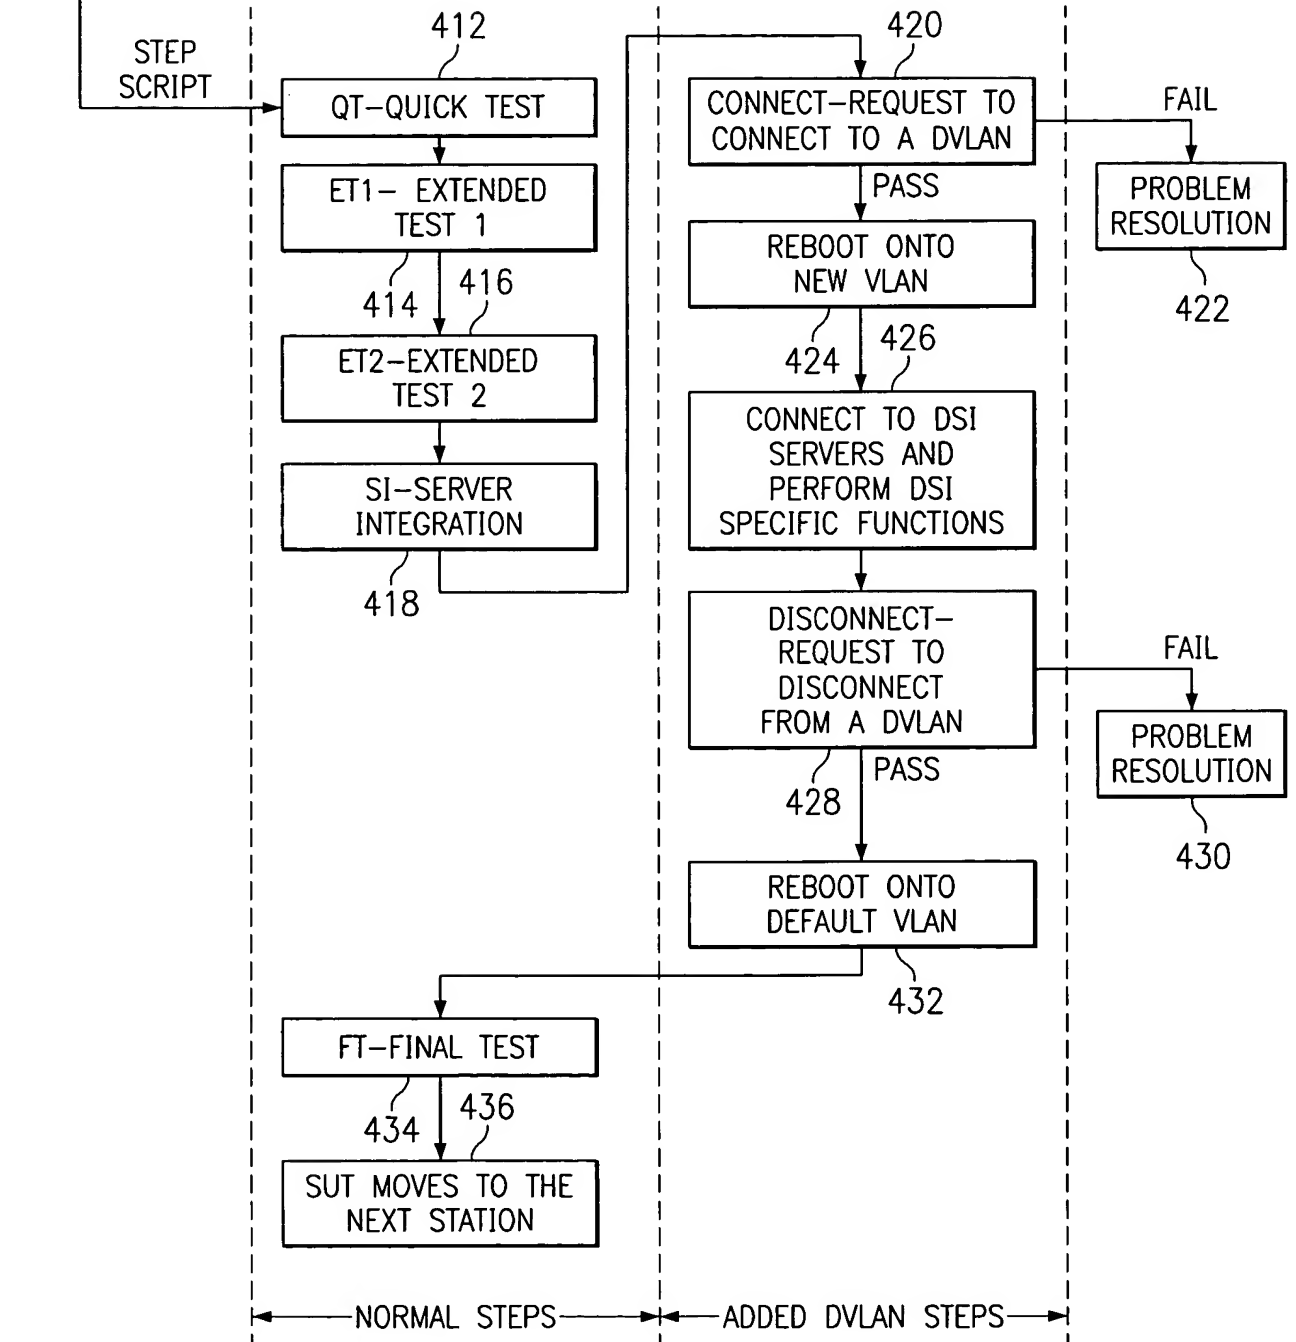 STEP
SCRIPT
412
QT-QUICK TEST
ET1- EXTENDED
TEST 1
414
416
ET2-EXTENDED
TEST 2
SI-SERVER
INTEGRATION
418
420
CONNECT-REQUEST TO
CONNECT TO A DVLAN
FAIL
PROBLEM
RESOLUTION
422
PASS
REBOOT ONTO
NEW VLAN
424
426
CONNECT TO DSI
SERVERS AND
PERFORM DSI
SPECIFIC FUNCTIONS
DISCONNECT-
REQUEST TO
DISCONNECT
FROM A DVLAN
FAIL
PROBLEM
RESOLUTION
430
428
PASS
REBOOT ONTO
DEFAULT VLAN
432
FT-FINAL TEST
434
436
SUT MOVES TO THE
NEXT STATION
NORMAL STEPS
ADDED DVLAN STEPS